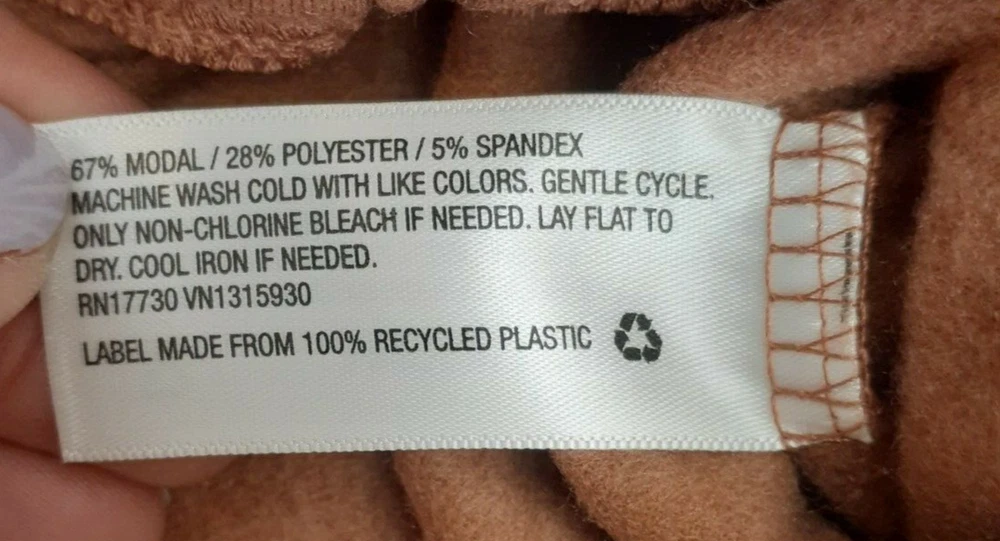 67% MODAL / 28% POLYESTER / 5% SPANDEX
MACHINE WASH COLD WITH LIKE COLORS. GENTLE CYCLE.
ONLY NON-CHLORINE BLEACH IF NEEDED. LAY FLAT TO
DRY. COOL IRON IF NEEDED.
RN17730 VN1315930
LABEL MADE FROM 100% RECYCLED PLASTIC